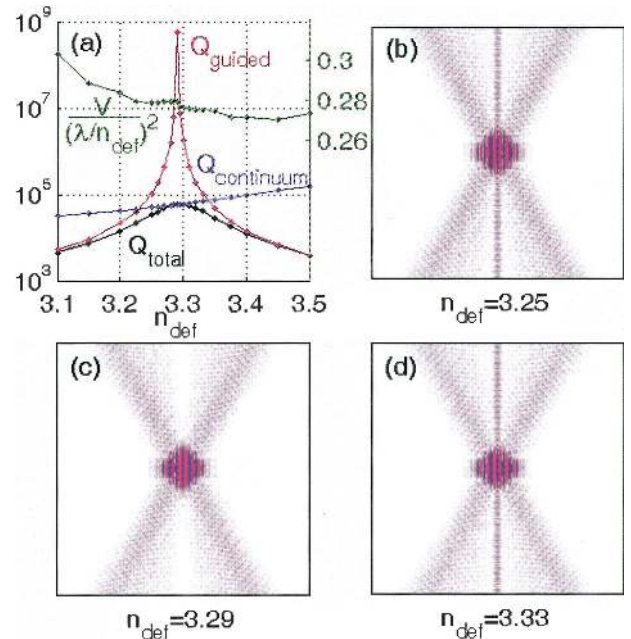 10^9
(a)
Q_guided
10^7
V
(λ/n_def)^2
Q_continuum
10^5
Q_total
10^3
3.1 3.2 3.3 3.4 3.5
n_def
0.3
0.28
0.26
(b)
n_def=3.25
(c)
n_def=3.29
(d)
n_def=3.33